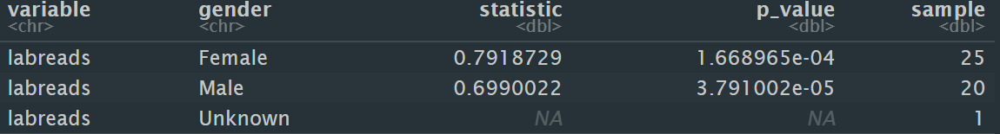 variable gender statistic p_value sample
<chr> <chr> <dbl> <dbl> <dbl>
labreads Female 0.7918729 1.668965e-04 25
labreads Male 0.6990022 3.791002e-05 20
labreads Unknown NA NA 1